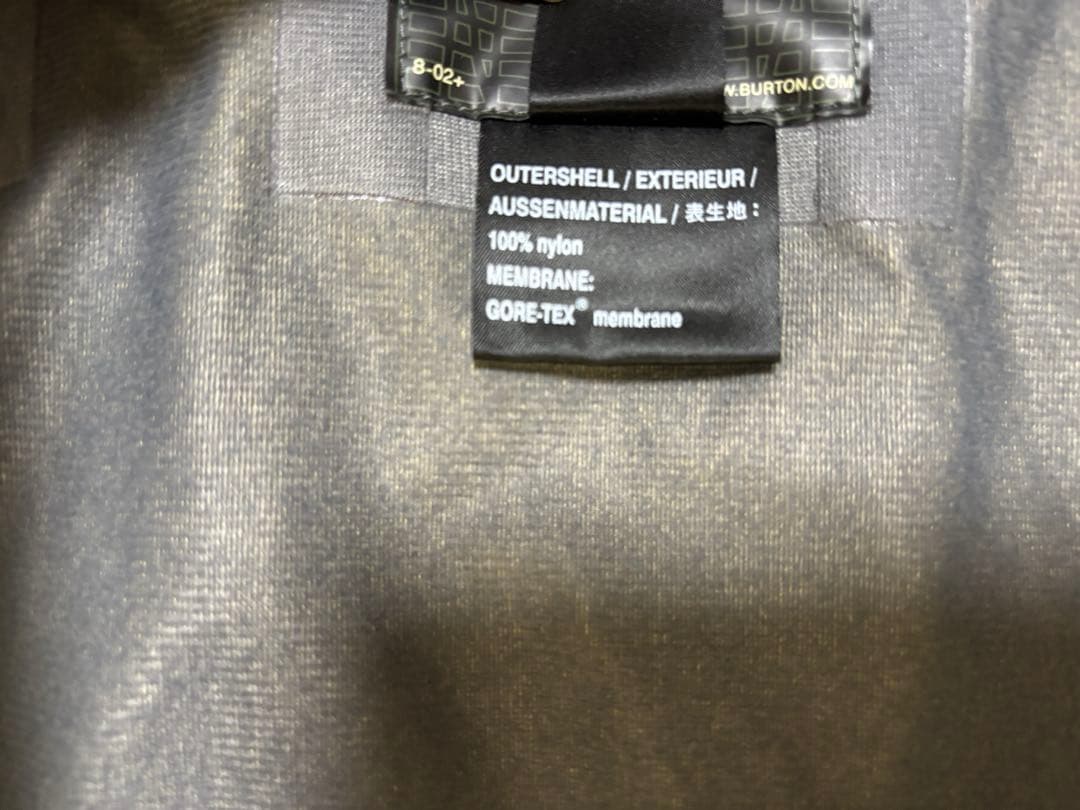 8-02+
W.BURTON.COM
OUTERSHELL / EXTERIEUR /
AUSSENMATERIAL / 表生地:
100% nylon
MEMBRANE:
GORE-TEX® membrane